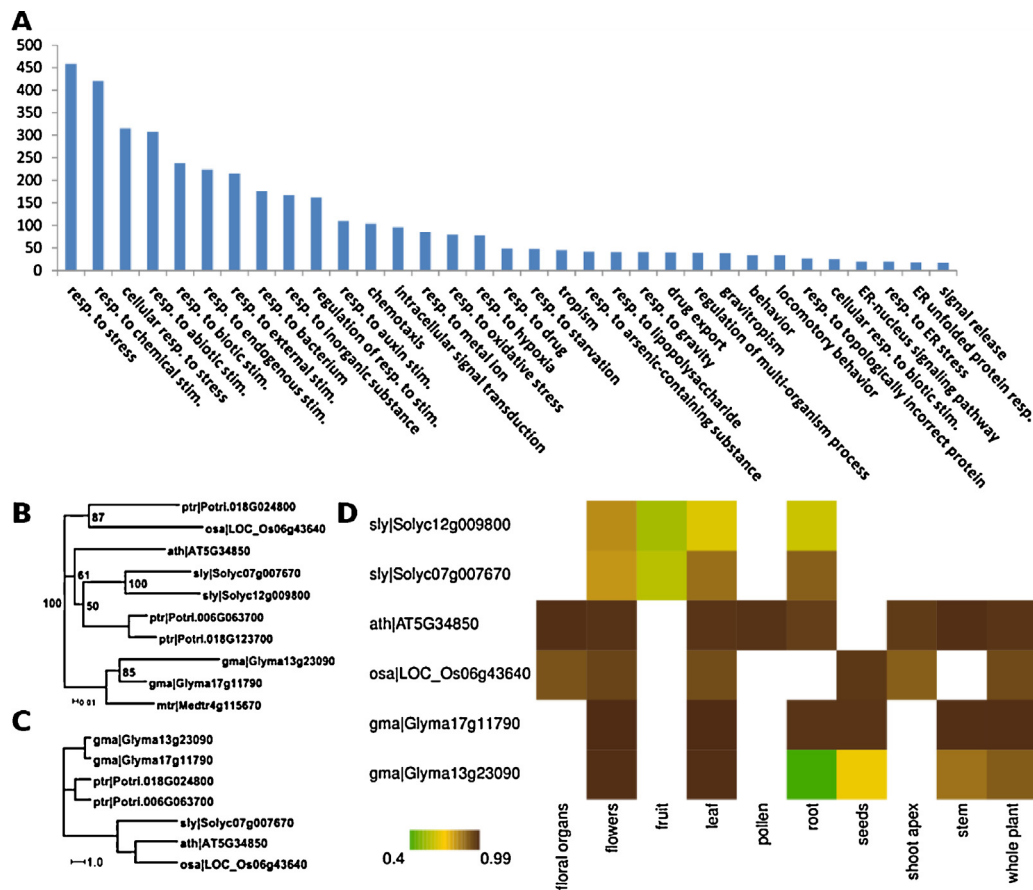 A
500
450
400
350
300
250
200
150
100
50
0
resp. to stress
resp. to chemical stim.
cellular resp. to stress
resp. to abiotic stim.
resp. to biotic stim.
resp. to endogenous stim.
resp. to external stim.
resp. to bacterium
resp. to inorganic substance
regulation of resp. to stim.
resp. to auxin stim.
chemotaxis
intracellular signal transduction
resp. to metal ion
resp. to oxidative stress
resp. to hypoxia
resp. to drug
resp. to starvation
tropism
resp. to arsenic-containing substance
resp. to lipopolysaccharide
resp. to gravity
drug export
regulation of multi-organism process
gravitropism
behavior
locomotory behavior
resp. to topologically incorrect protein
cellular resp. to biotic stim.
ER-nucleus signaling pathway
resp. to ER stress
ER unfolded protein resp.
signal release
B
ptr|Potri.018G024800
87
osa|LOC_Os06g43640
ath|AT5G34850
61
sly|Solyc07g007670
100
sly|Solyc12g009800
100
50
ptr|Potri.006G063700
ptr|Potri.018G123700
gma|Glyma13g23090
85
gma|Glyma17g11790
0.01
mtr|Medtr4g115670
C
gma|Glyma13g23090
gma|Glyma17g11790
ptr|Potri.018G024800
ptr|Potri.006G063700
sly|Solyc07g007670
ath|AT5G34850
1.0
osa|LOC_Os06g43640
D
sly|Solyc12g009800
sly|Solyc07g007670
ath|AT5G34850
osa|LOC_Os06g43640
gma|Glyma17g11790
gma|Glyma13g23090
floral organs
flowers
fruit
leaf
pollen
root
seeds
shoot apex
stem
whole plant
0.4
0.99